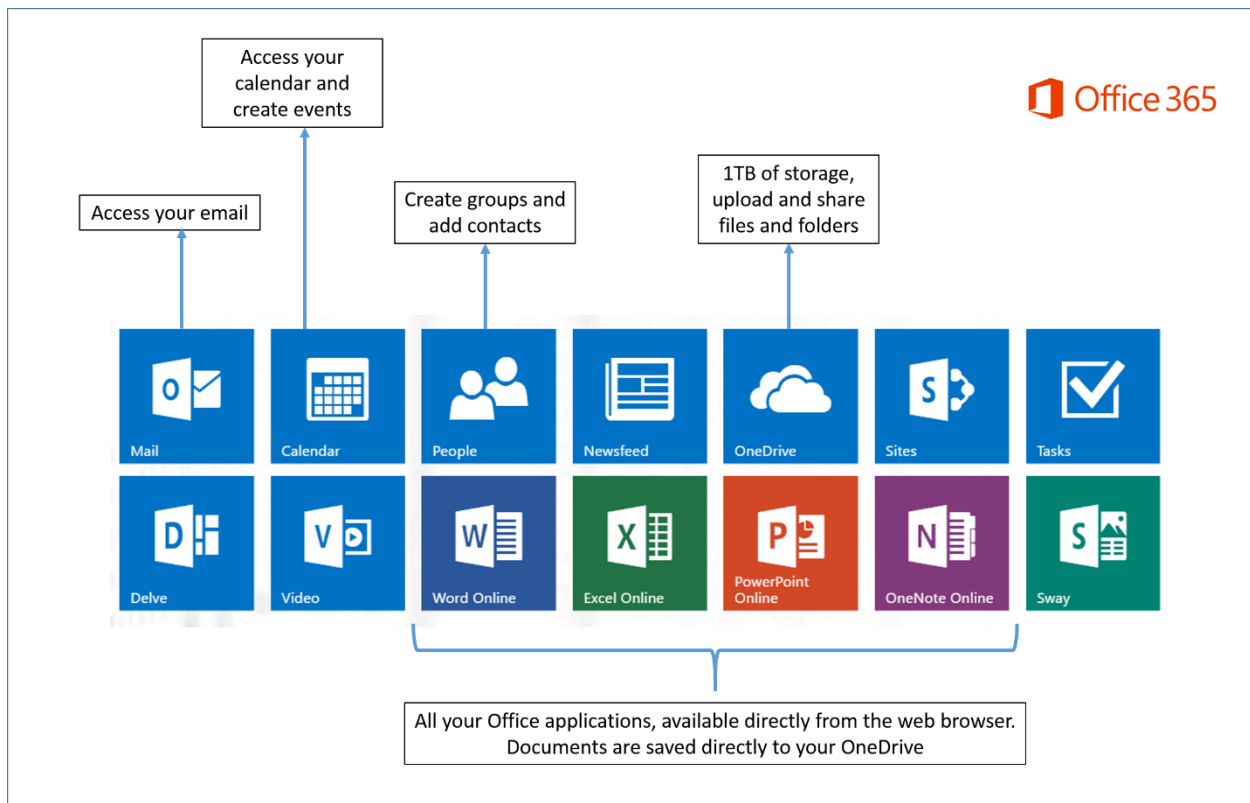 Access your
calendar and
create events
Office 365
Access your email
Create groups and
add contacts
1TB of storage,
upload and share
files and folders
O
Mail
Calendar
People
Newsfeed
OneDrive
S
Sites
Tasks
D
Delve
V
Video
W
Word Online
X
Excel Online
P
PowerPoint
Online
N
OneNote Online
S
Sway
All your Office applications, available directly from the web browser.
Documents are saved directly to your OneDrive